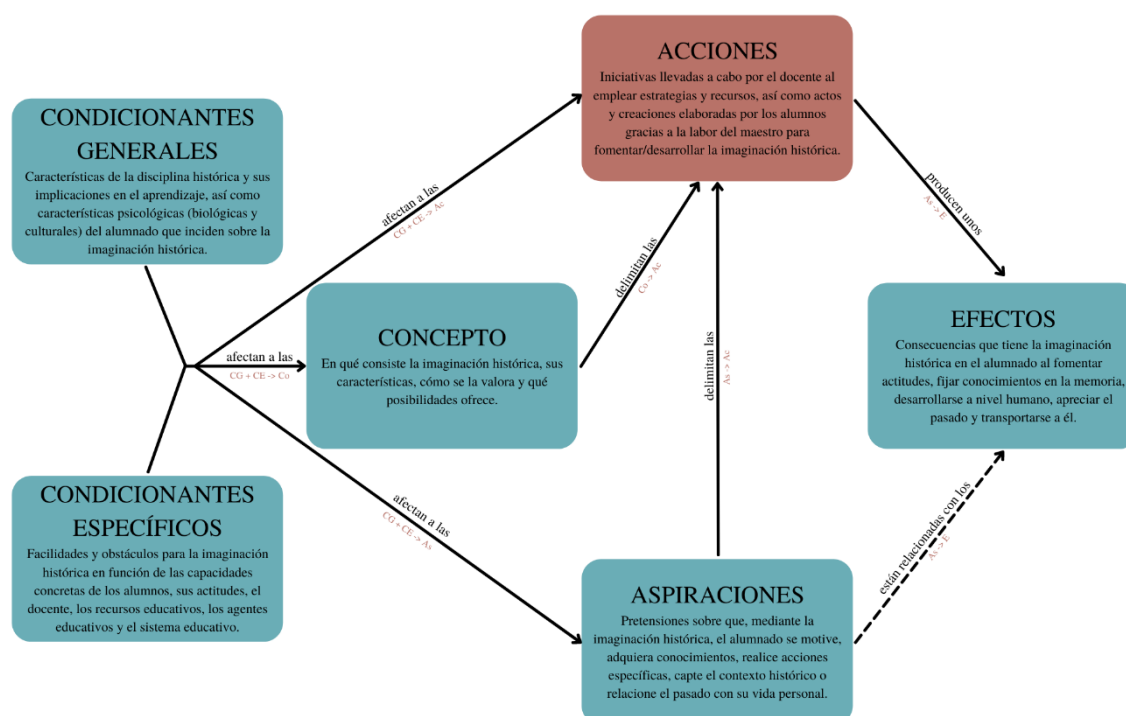 CONDICIONANTES
GENERALES
Características de la disciplina histórica y sus
implicaciones en el aprendizaje, así como
características psicológicas (biológicas y
culturales) del alumnado que inciden sobre la
imaginación histórica.
CONDICIONANTES
ESPECÍFICOS
Facilidades y obstáculos para la imaginación
histórica en función de las capacidades
concretas de los alumnos, sus actitudes, el
docente, los recursos educativos, los agentes
educativos y el sistema educativo.
afectan a las
CG + CE -> Ac
afectan a las
CG + CE -> Co
afectan a las
CG + CE -> As
CONCEPTO
En qué consiste la imaginación histórica, sus
características, cómo se la valora y qué
posibilidades ofrece.
delimitan las
Co -> Ac
ACCIONES
Iniciativas llevadas a cabo por el docente al
emplear estrategias y recursos, así como actos
y creaciones elaboradas por los alumnos
gracias a la labor del maestro para
fomentar/desarrollar la imaginación histórica.
delimitan las
As -> Ac
ASPIRACIONES
Pretensiones sobre que, mediante la
imaginación histórica, el alumnado se motive,
adquiera conocimientos, realice acciones
específicas, capte el contexto histórico o
relacione el pasado con su vida personal.
producen unos
As -> E
EFECTOS
Consecuencias que tiene la imaginación
histórica en el alumnado al fomentar
actitudes, fijar conocimientos en la memoria,
desarrollarse a nivel humano, apreciar el
pasado y transportarse a él.
están relacionadas con los
As -> E